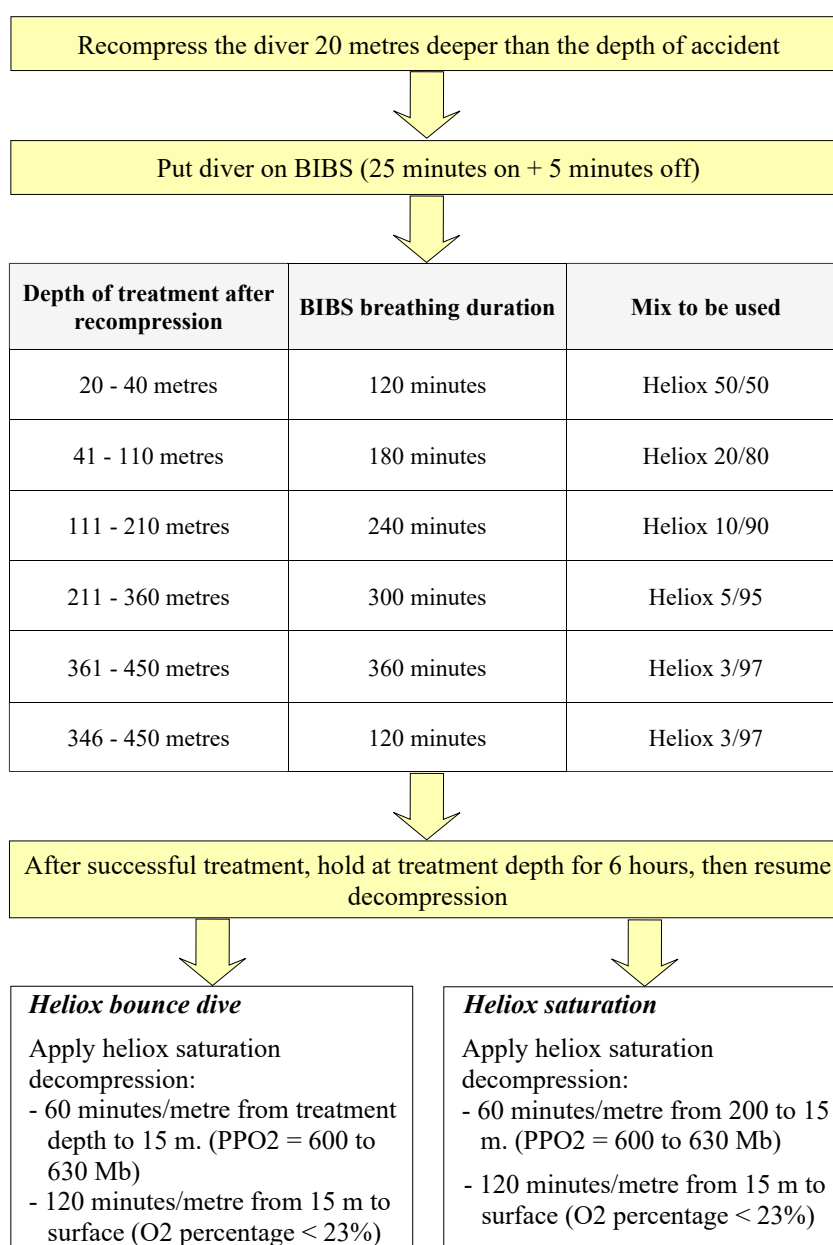 Recompress the diver 20 metres deeper than the depth of accident
Put diver on BIBS (25 minutes on + 5 minutes off)
Depth of treatment after
recompression
BIBS breathing duration
Mix to be used
20 - 40 metres
120 minutes
Heliox 50/50
41 - 110 metres
180 minutes
Heliox 20/80
111 - 210 metres
240 minutes
Heliox 10/90
211 - 360 metres
300 minutes
Heliox 5/95
361 - 450 metres
360 minutes
Heliox 3/97
346 - 450 metres
120 minutes
Heliox 3/97
After successful treatment, hold at treatment depth for 6 hours, then resume
decompression
Heliox bounce dive
Apply heliox saturation
decompression:
- 60 minutes/metre from treatment
depth to 15 m. (PPO2 = 600 to
630 Mb)
- 120 minutes/metre from 15 m to
surface (O2 percentage < 23%)
Heliox saturation
Apply heliox saturation
decompression:
- 60 minutes/metre from 200 to 15
m. (PPO2 = 600 to 630 Mb)
- 120 minutes/metre from 15 m to
surface (O2 percentage < 23%)